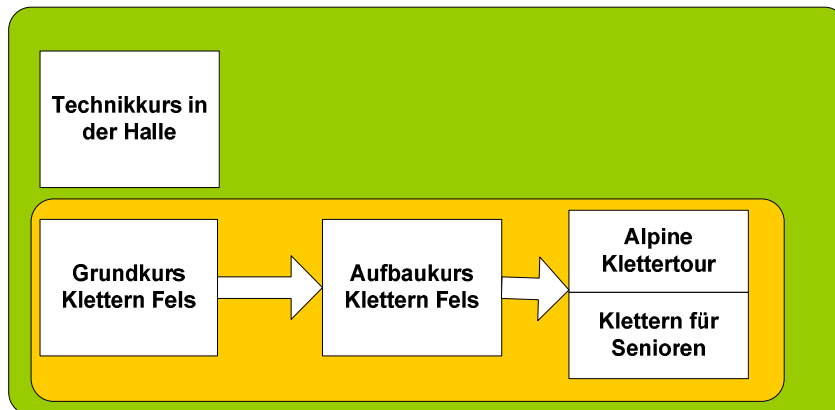 Technikkurs in
der Halle
Grundkurs
Klettern Fels
Aufbaukurs
Klettern Fels
Alpine
Klettertour
Klettern für
Senioren